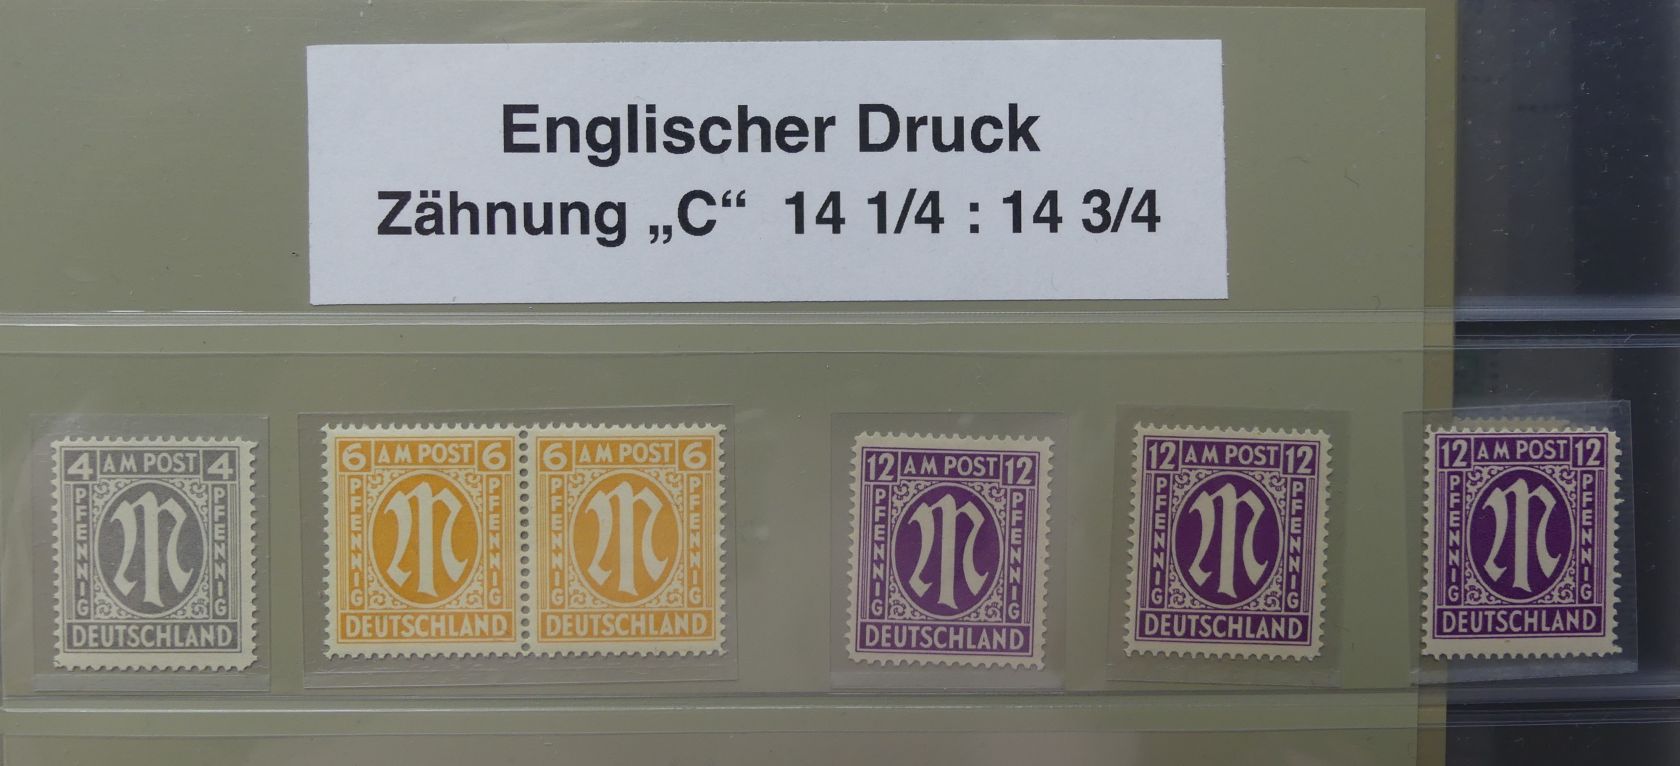 Englischer Druck
Zähnung „C“ 14 1/4 : 14 3/4
4 AM POST 4
PFENNIG
PFENNIG
DEUTSCHLAND
6 AM POST 6
PFENNIG
PFENNIG
DEUTSCHLAND
6 AM POST 6
PFENNIG
PFENNIG
DEUTSCHLAND
12 AM POST 12
PFENNIG
PFENNIG
DEUTSCHLAND
12 AM POST 12
PFENNIG
PFENNIG
DEUTSCHLAND
12 AM POST 12
PFENNIG
PFENNIG
DEUTSCHLAND